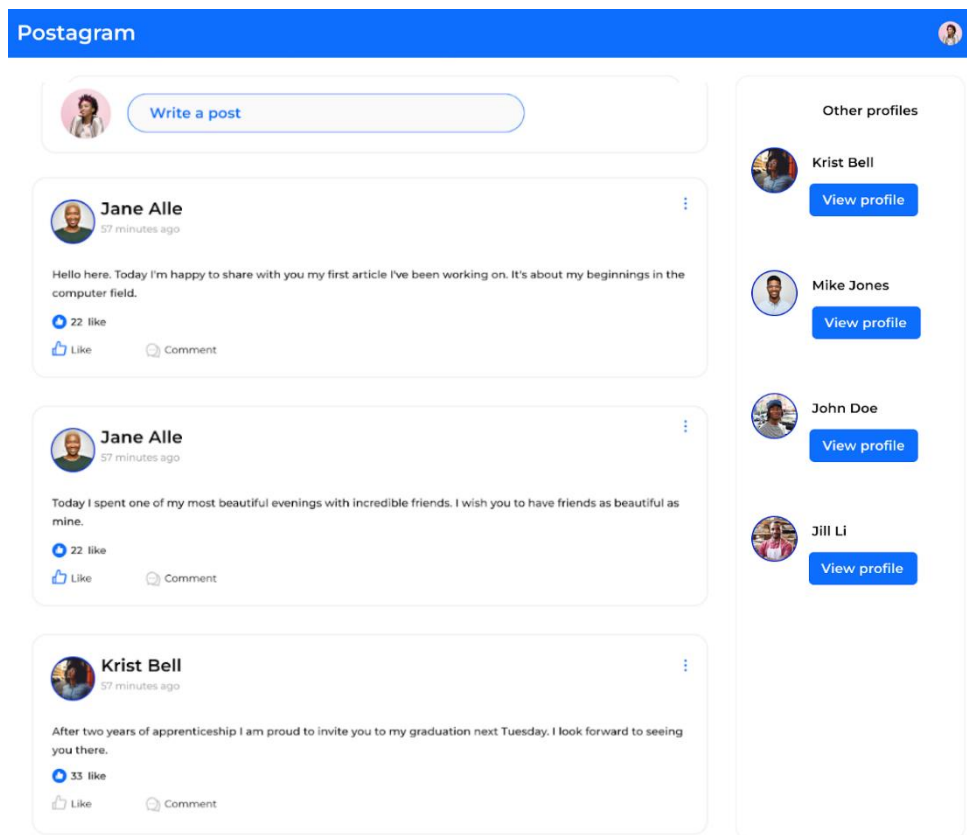 Postagram
Write a post
Jane Alle
57 minutes ago
Hello here. Today I'm happy to share with you my first article I've been working on. It's about my beginnings in the
computer field.
22 like
Like Comment
Jane Alle
57 minutes ago
Today I spent one of my most beautiful evenings with incredible friends. I wish you to have friends as beautiful as
mine.
22 like
Like Comment
Krist Bell
57 minutes ago
After two years of apprenticeship I am proud to invite you to my graduation next Tuesday. I look forward to seeing
you there.
33 like
Like Comment
Other profiles
Krist Bell
View profile
Mike Jones
View profile
John Doe
View profile
Jill Li
View profile